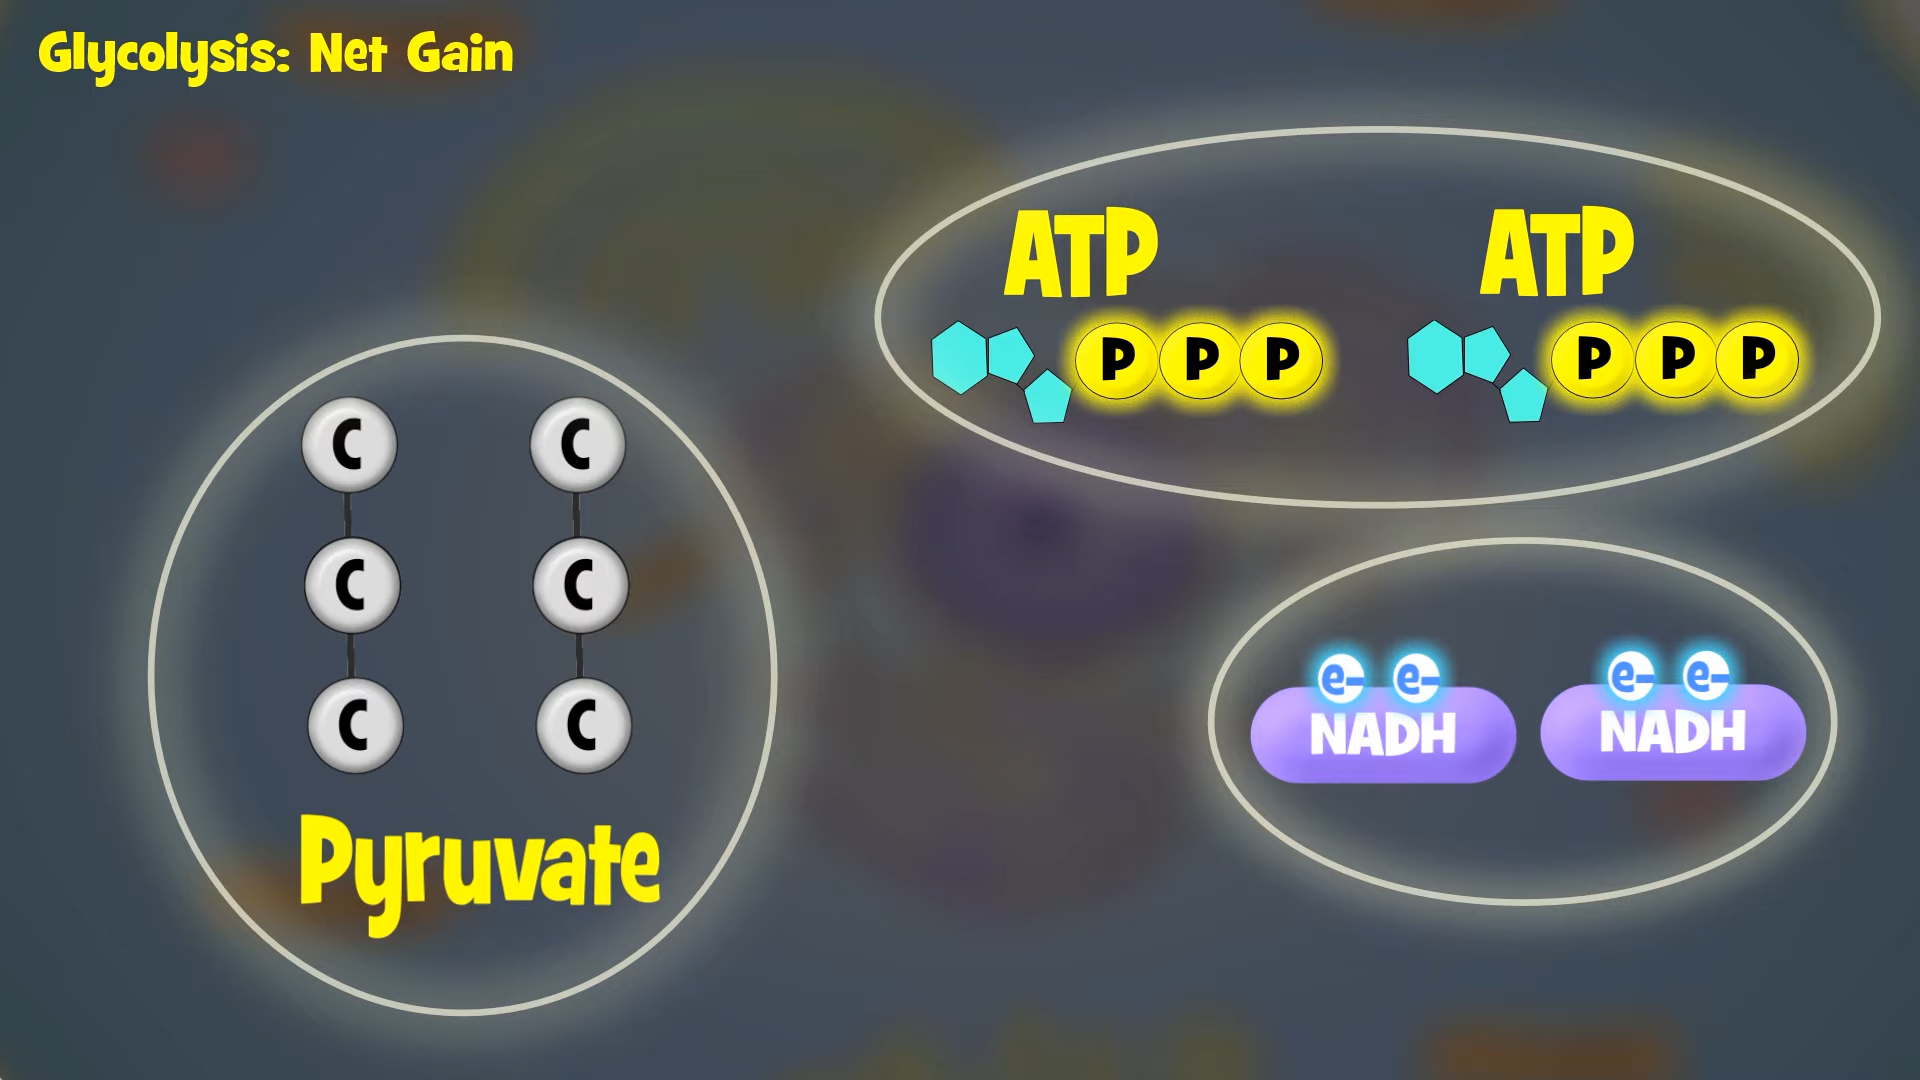 Glycolysis: Net Gain
ATP ATP
P P P P P P
C C
C C
C C
Pyruvate
e- e- e- e-
NADH NADH